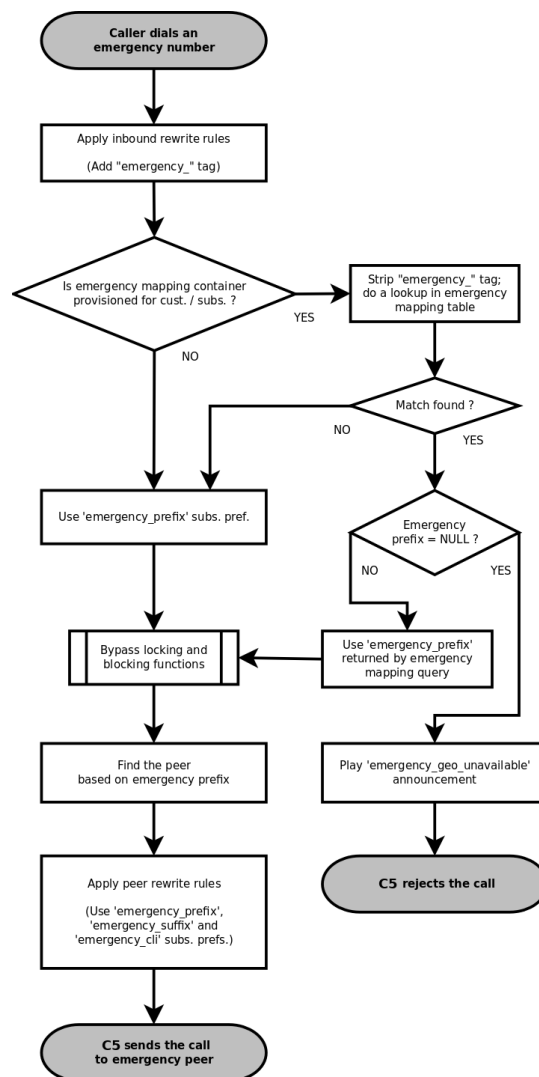 Caller dials an
emergency number
Apply inbound rewrite rules
(Add "emergency_" tag)
Is emergency mapping container
provisioned for cust. / subs. ?
YES
NO
Strip "emergency_" tag;
do a lookup in emergency
mapping table
Match found ?
NO
YES
Use 'emergency_prefix' subs. pref.
Emergency
prefix = NULL ?
NO
YES
Bypass locking and
blocking functions
Use 'emergency_prefix'
returned by emergency
mapping query
Find the peer
based on emergency prefix
Play 'emergency_geo_unavailable'
announcement
Apply peer rewrite rules
(Use 'emergency_prefix',
'emergency_suffix' and
'emergency_cli' subs. prefs.)
C5 rejects the call
C5 sends the call
to emergency peer